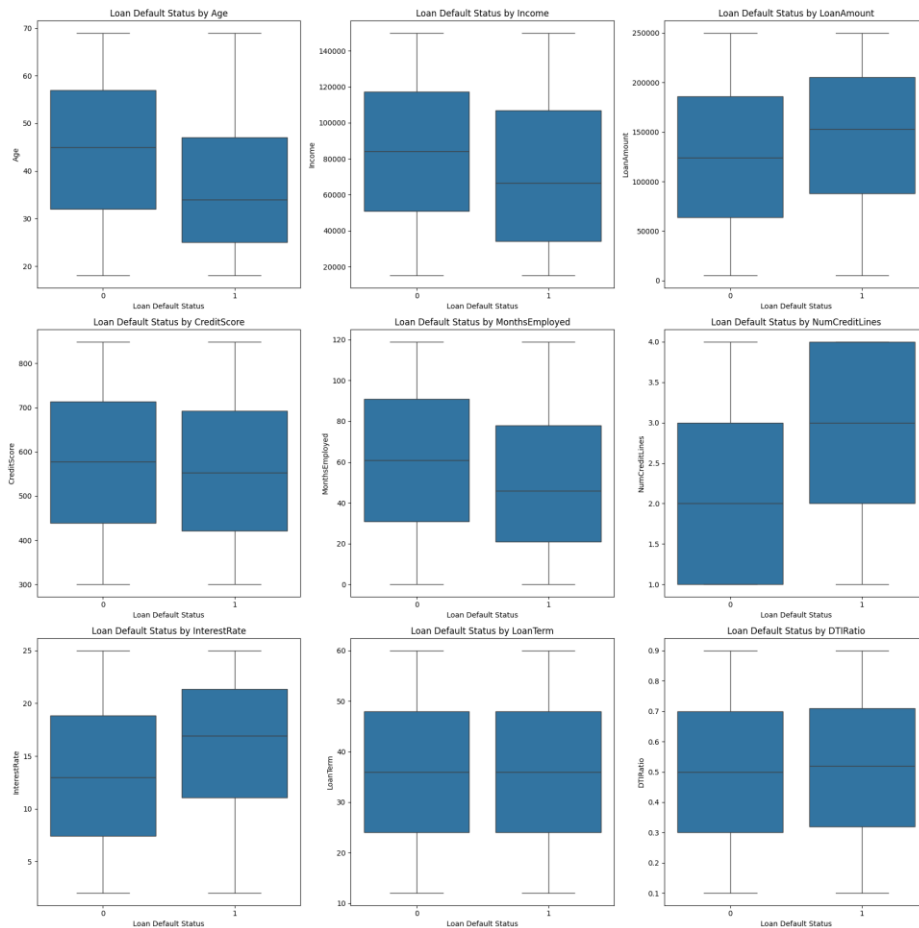 Loan Default Status by Age
70
60
50
40
30
20
Age
0
1
Loan Default Status
Loan Default Status by Income
140000
120000
100000
80000
60000
40000
20000
Income
0
1
Loan Default Status
Loan Default Status by LoanAmount
250000
200000
150000
100000
50000
0
LoanAmount
0
1
Loan Default Status
Loan Default Status by CreditScore
800
700
600
500
400
300
CreditScore
0
1
Loan Default Status
Loan Default Status by MonthsEmployed
120
100
80
60
40
20
0
MonthsEmployed
0
1
Loan Default Status
Loan Default Status by NumCreditLines
4.0
3.5
3.0
2.5
2.0
1.5
1.0
NumCreditLines
0
1
Loan Default Status
Loan Default Status by InterestRate
25
20
15
10
5
InterestRate
0
1
Loan Default Status
Loan Default Status by LoanTerm
60
50
40
30
20
10
LoanTerm
0
1
Loan Default Status
Loan Default Status by DTIRatio
0.9
0.8
0.7
0.6
0.5
0.4
0.3
0.2
0.1
DTIRatio
0
1
Loan Default Status